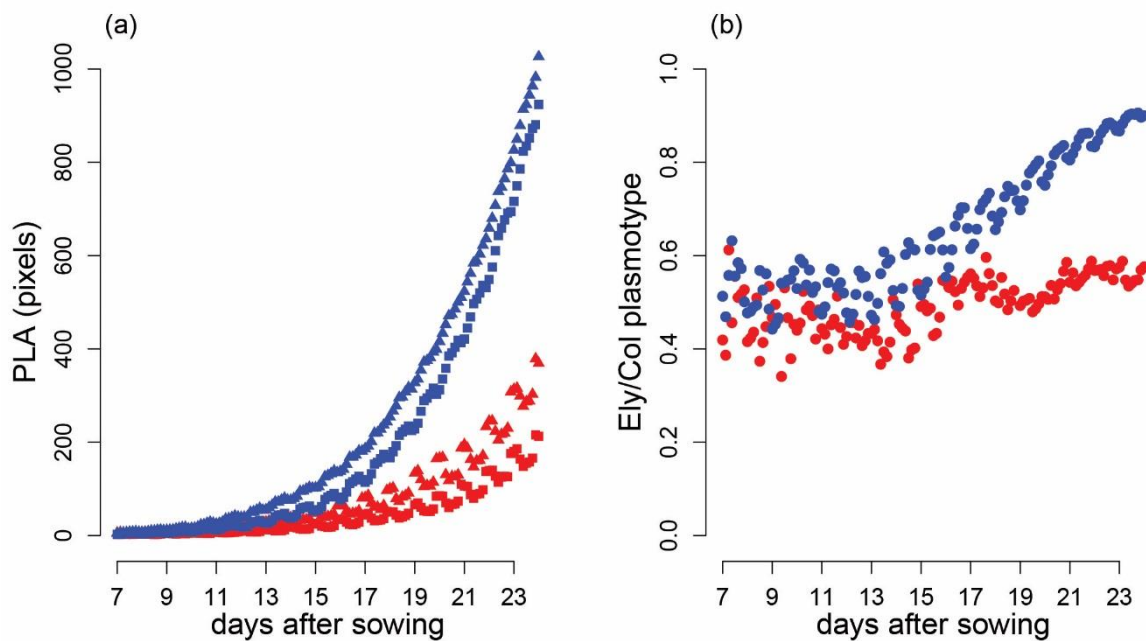 (a)
PLA (pixels)
1000
800
600
400
200
0
7 9 11 13 15 17 19 21 23
days after sowing
(b)
Ely/Col plasmotype
1.0
0.8
0.6
0.4
0.2
0.0
7 9 11 13 15 17 19 21 23
days after sowing